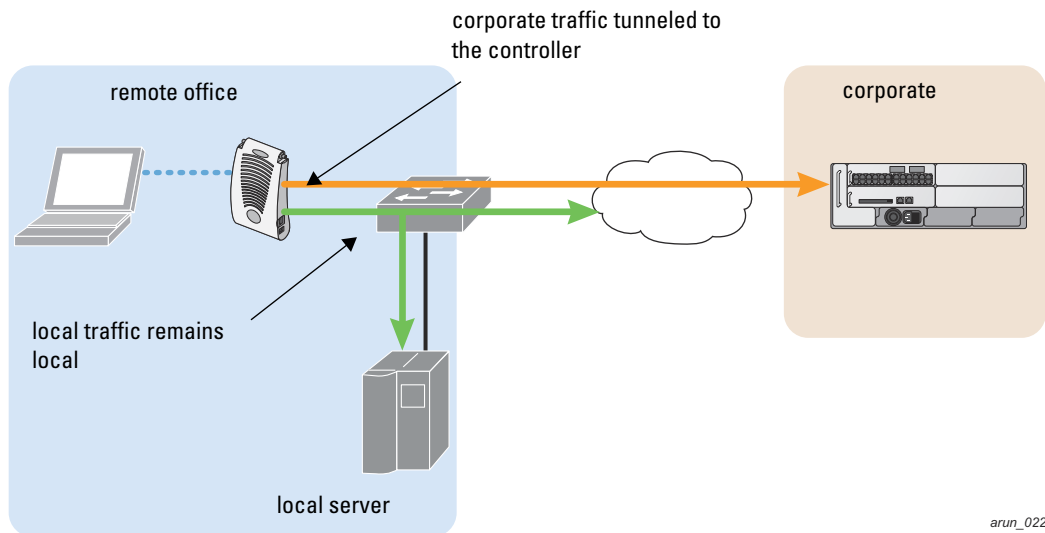 corporate traffic tunneled to
the controller
remote office
corporate
local traffic remains
local
local server
arun_022